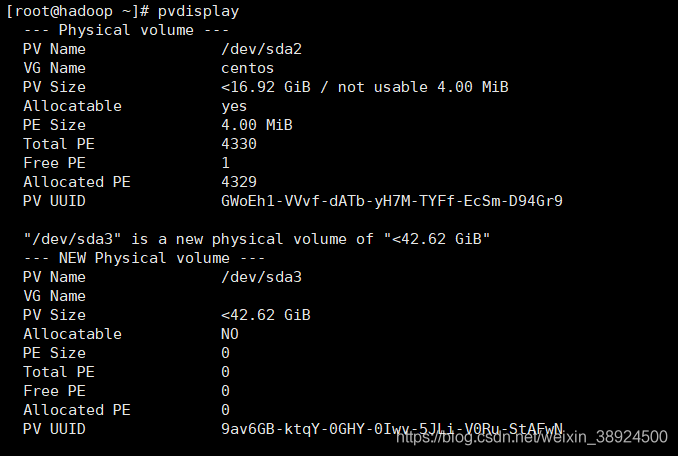 [root@hadoop ~]# pvdisplay
--- Physical volume ---
PV Name /dev/sda2
VG Name centos
PV Size <16.92 GiB / not usable 4.00 MiB
Allocatable yes
PE Size 4.00 MiB
Total PE 4330
Free PE 1
Allocated PE 4329
PV UUID GWoEh1-VVvf-dATb-yH7M-TYFf-EcSm-D94Gr9
"/dev/sda3" is a new physical volume of "<42.62 GiB"
--- NEW Physical volume ---
PV Name /dev/sda3
VG Name
PV Size <42.62 GiB
Allocatable NO
PE Size 0
Total PE 0
Free PE 0
Allocated PE 0
PV UUID 9av6GB-ktqY-0GHY-0Iwv-5JLi-V0Ru-StAFwN
https://blog.csdn.net/weixin_38924500